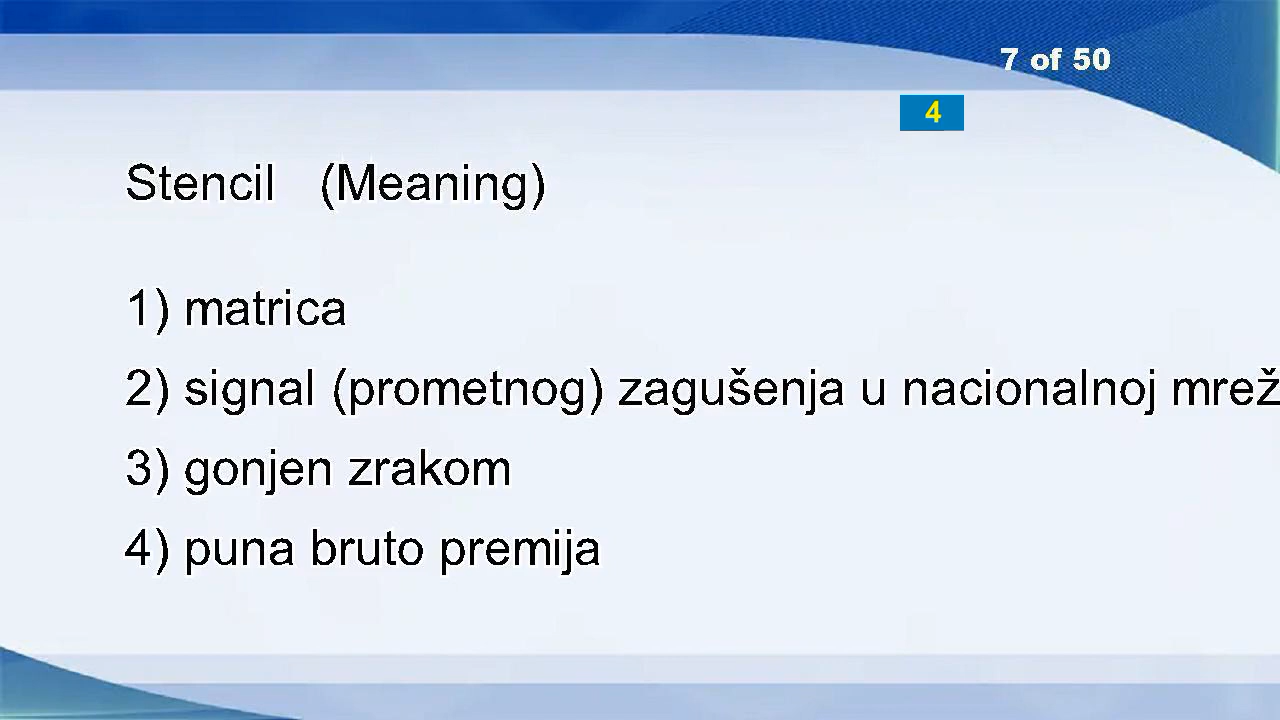 7 of 50
4
Stencil (Meaning)
1) matrica
2) signal (prometnog) zagušenja u nacionalnoj mrež
3) gonjen zrakom
4) puna bruto premija